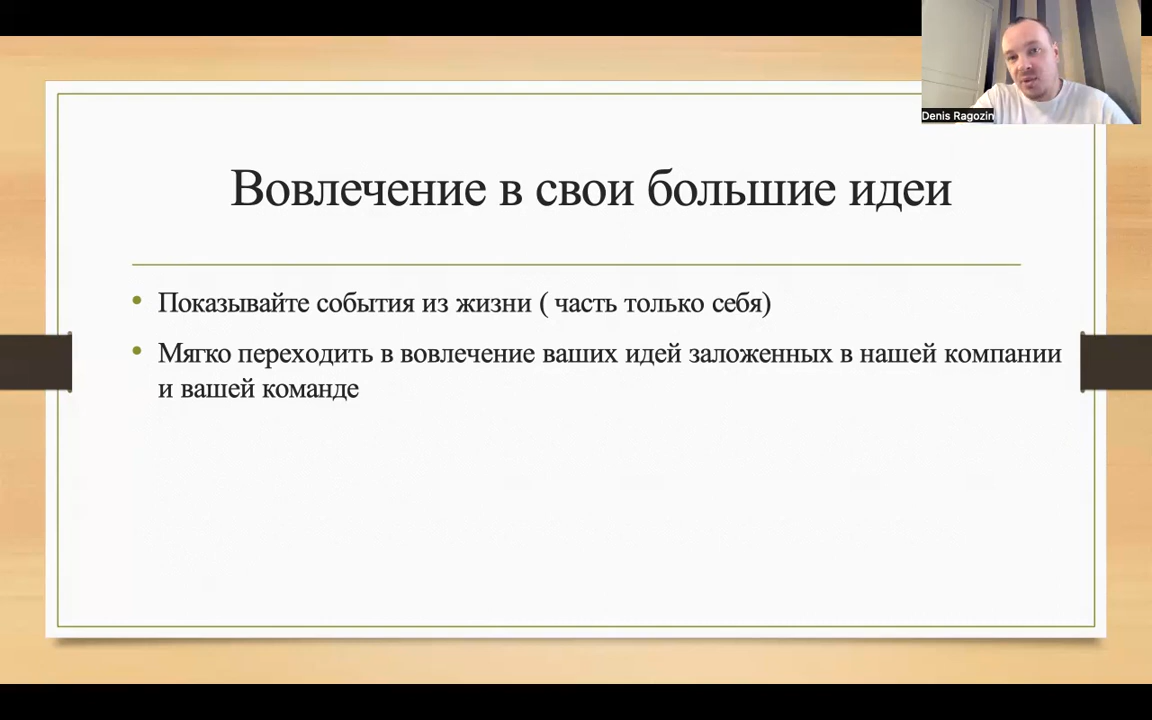 Denis Ragozin
Вовлечение в свои большие идеи
• Показывайте события из жизни ( часть только себя)
• Мягко переходить в вовлечение ваших идей заложенных в нашей компании
и вашей команде